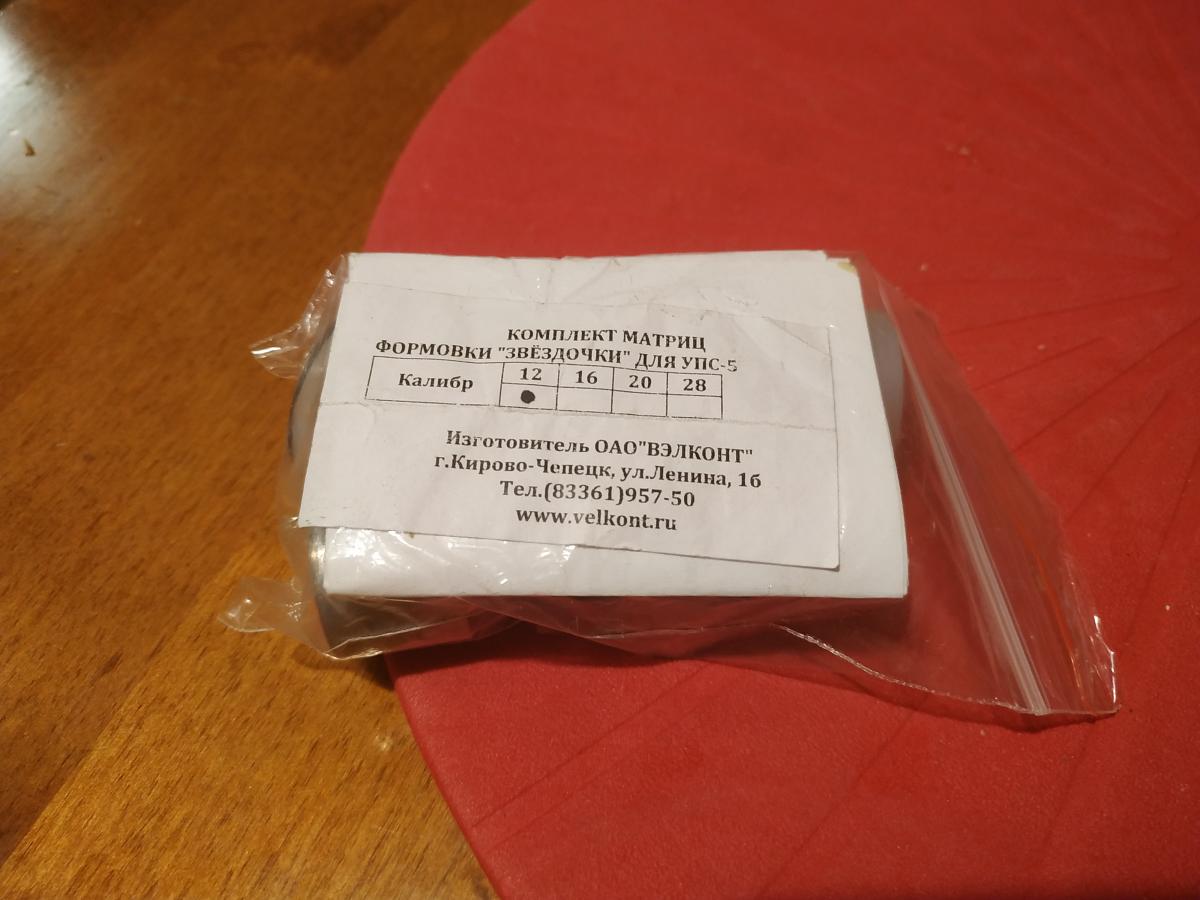 КОМПЛЕКТ МАТРИЦ
ФОРМОВКИ "ЗВЁЗДОЧКИ" ДЛЯ УПС-5
Калибр 12 16 20 28
Изготовитель ОАО"ВЭЛКОНТ"
г.Кирово-Чепецк, ул.Ленина, 1б
Тел.(83361)957-50
www.velkont.ru